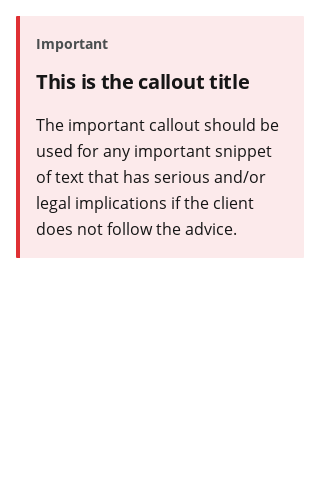 Important
This is the callout title
The important callout should be
used for any important snippet
of text that has serious and/or
legal implications if the client
does not follow the advice.